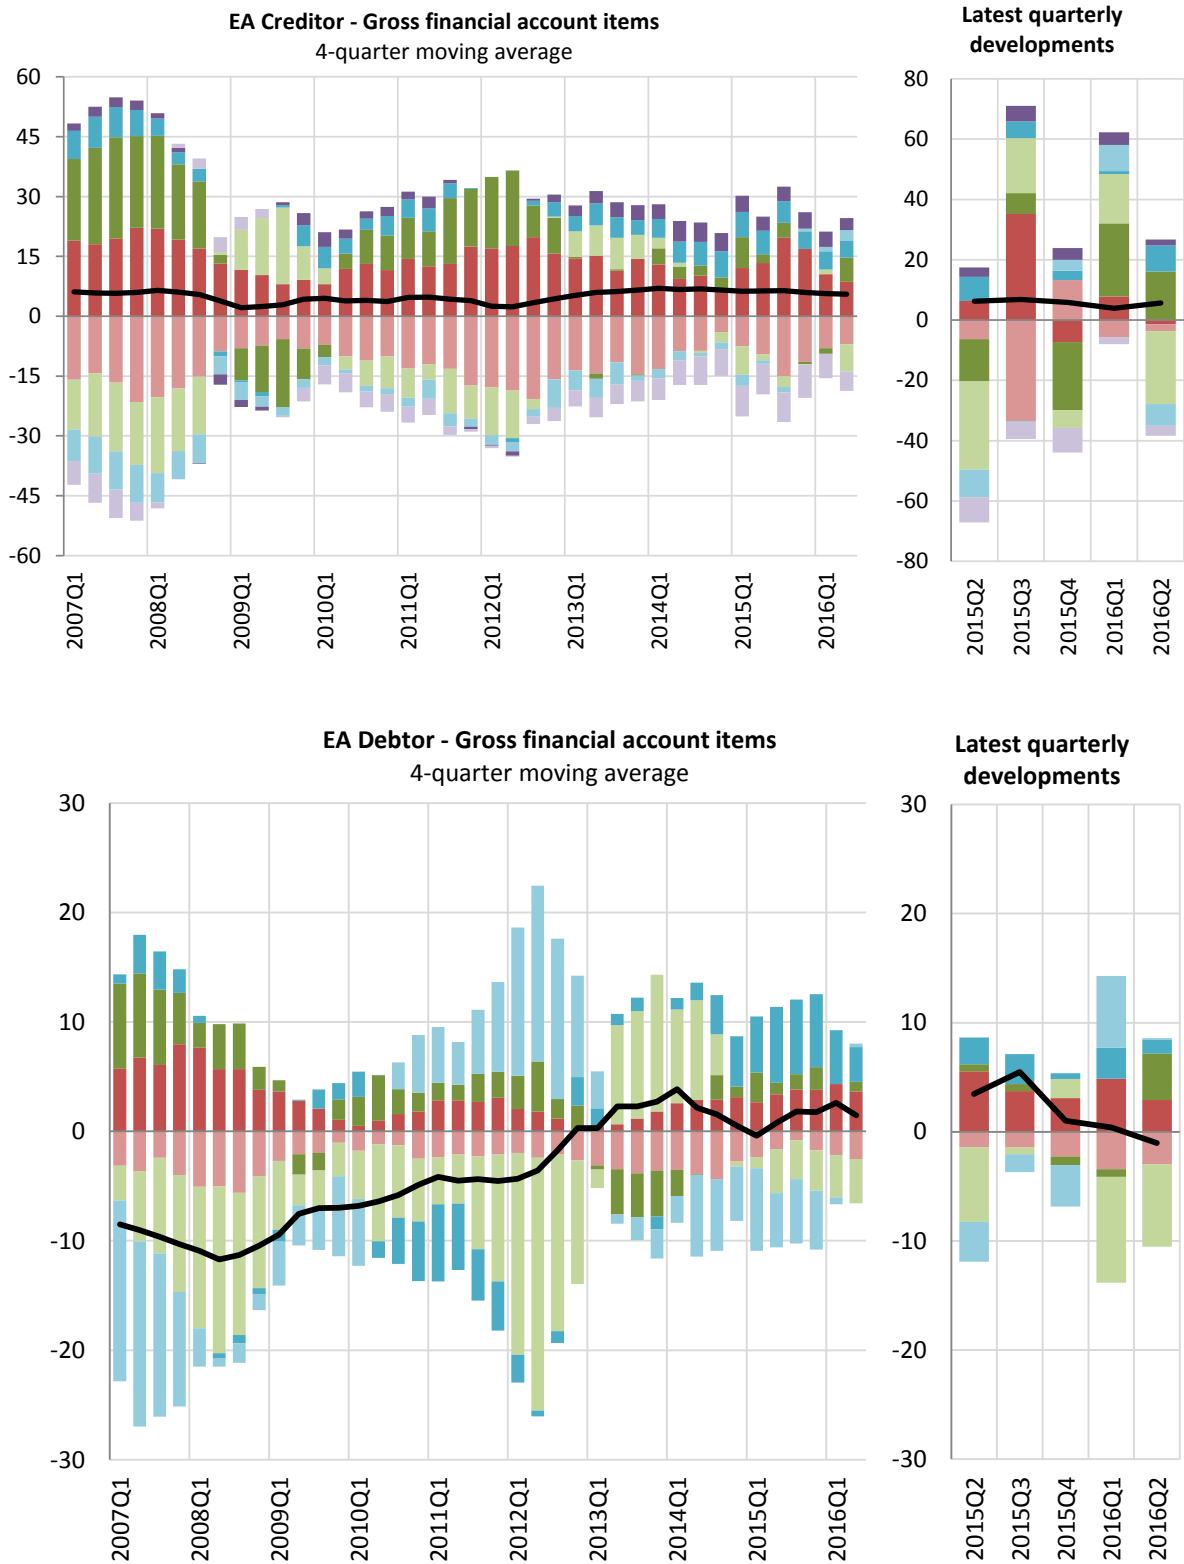 EA Creditor - Gross financial account items
4-quarter moving average
Latest quarterly
developments
60
45
30
15
0
-15
-30
-45
-60
2007Q1
2008Q1
2009Q1
2010Q1
2011Q1
2012Q1
2013Q1
2014Q1
2015Q1
2016Q1
80
60
40
20
0
-20
-40
-60
-80
2015Q2
2015Q3
2015Q4
2016Q1
2016Q2
EA Debtor - Gross financial account items
4-quarter moving average
Latest quarterly
developments
30
20
10
0
-10
-20
-30
2007Q1
2008Q1
2009Q1
2010Q1
2011Q1
2012Q1
2013Q1
2014Q1
2015Q1
2016Q1
30
20
10
0
-10
-20
-30
2015Q2
2015Q3
2015Q4
2016Q1
2016Q2